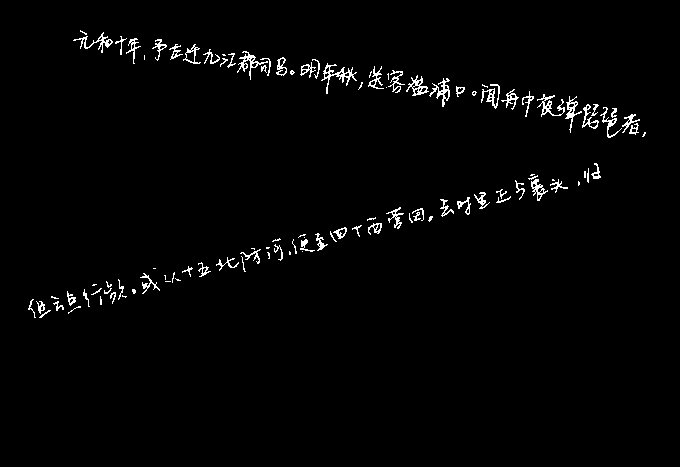 元和十年,予左迁九江郡司马。明年秋,送客湓浦口。闻舟中夜弹琵琶者,
但云点行频。或从十五北防河,便至四十西营田。去时里正与裹头,归